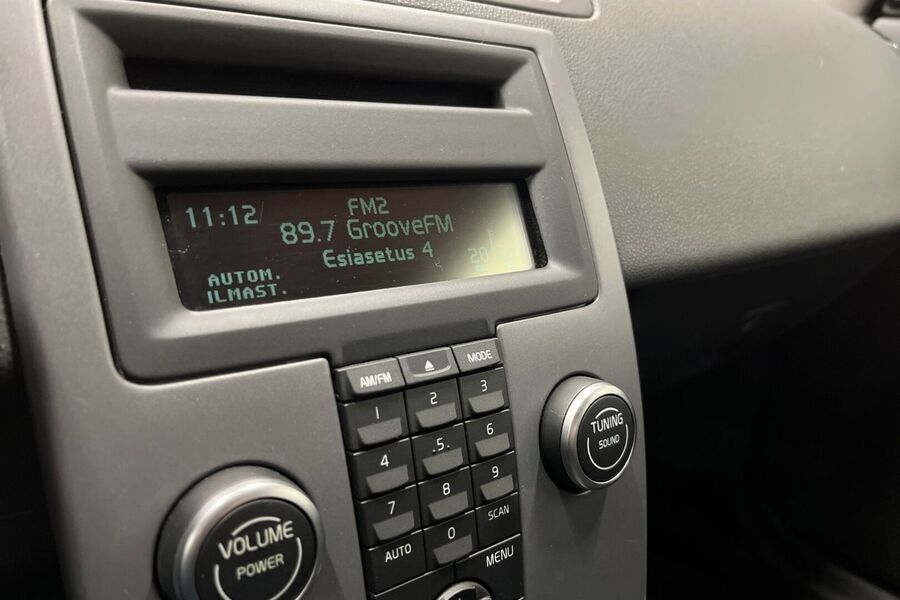 11:12
FM2
89.7 GrooveFM
Esiasetus 4
20
AUTOM.
ILMAST.
AM/FM
MODE
1
2
3
4
.5.
6
7
8
9
AUTO
0
SCAN
MENU
VOLUME
POWER
TUNING
SOUND